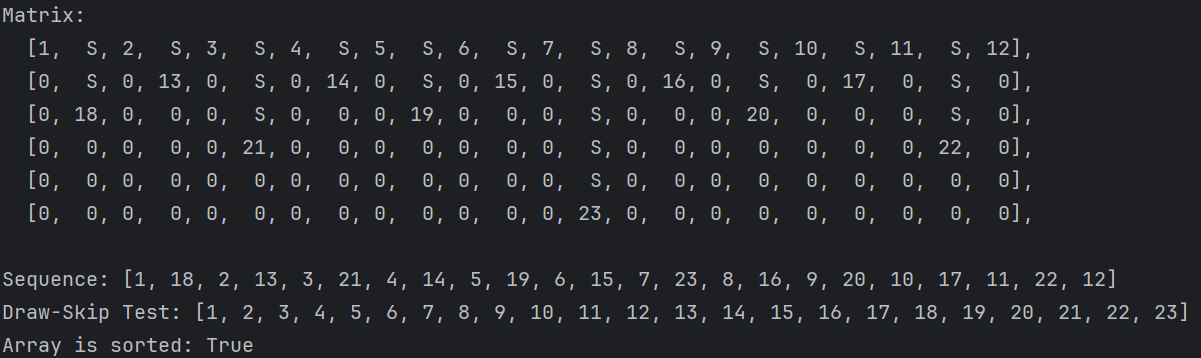 Matrix:
[1,  S, 2,  S, 3,  S, 4,  S, 5,  S, 6,  S, 7,  S, 8,  S, 9,  S, 10,  S, 11,  S, 12],
[0,  S, 0, 13, 0,  S, 0, 14, 0,  S, 0, 15, 0,  S, 0, 16, 0,  S,  0, 17,  0,  S,  0],
[0, 18, 0,  0, 0,  S, 0,  0, 0, 19, 0,  0, 0,  S, 0,  0, 0, 20,  0,  0,  0,  S,  0],
[0,  0, 0,  0, 0, 21, 0,  0, 0,  0, 0,  0, 0,  S, 0,  0, 0,  0,  0,  0,  0, 22,  0],
[0,  0, 0,  0, 0,  0, 0,  0, 0,  0, 0,  0, 0,  S, 0,  0, 0,  0,  0,  0,  0,  0,  0],
[0,  0, 0,  0, 0,  0, 0,  0, 0,  0, 0,  0, 0, 23, 0,  0, 0,  0,  0,  0,  0,  0,  0],
Sequence: [1, 18, 2, 13, 3, 21, 4, 14, 5, 19, 6, 15, 7, 23, 8, 16, 9, 20, 10, 17, 11, 22, 12]
Draw-Skip Test: [1, 2, 3, 4, 5, 6, 7, 8, 9, 10, 11, 12, 13, 14, 15, 16, 17, 18, 19, 20, 21, 22, 23]
Array is sorted: True